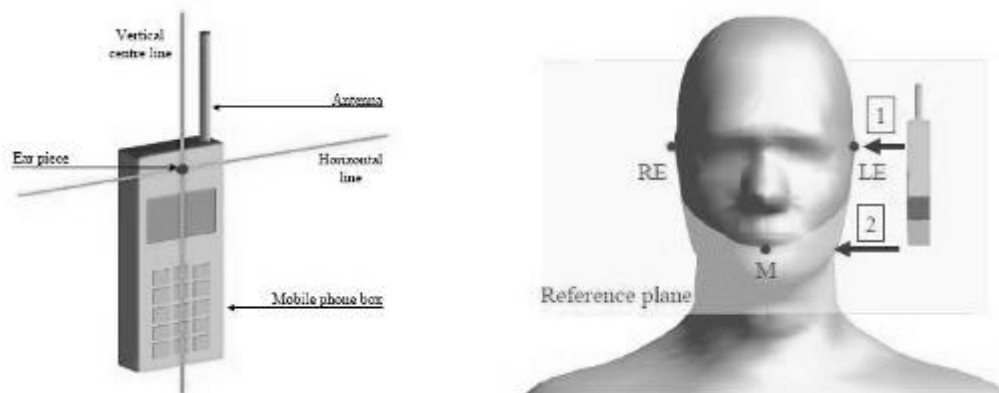 Vertical
centre line
Antenna
Ear piece
Horizontal
line
Mobile phone box
1
RE
LE
2
M
Reference plane